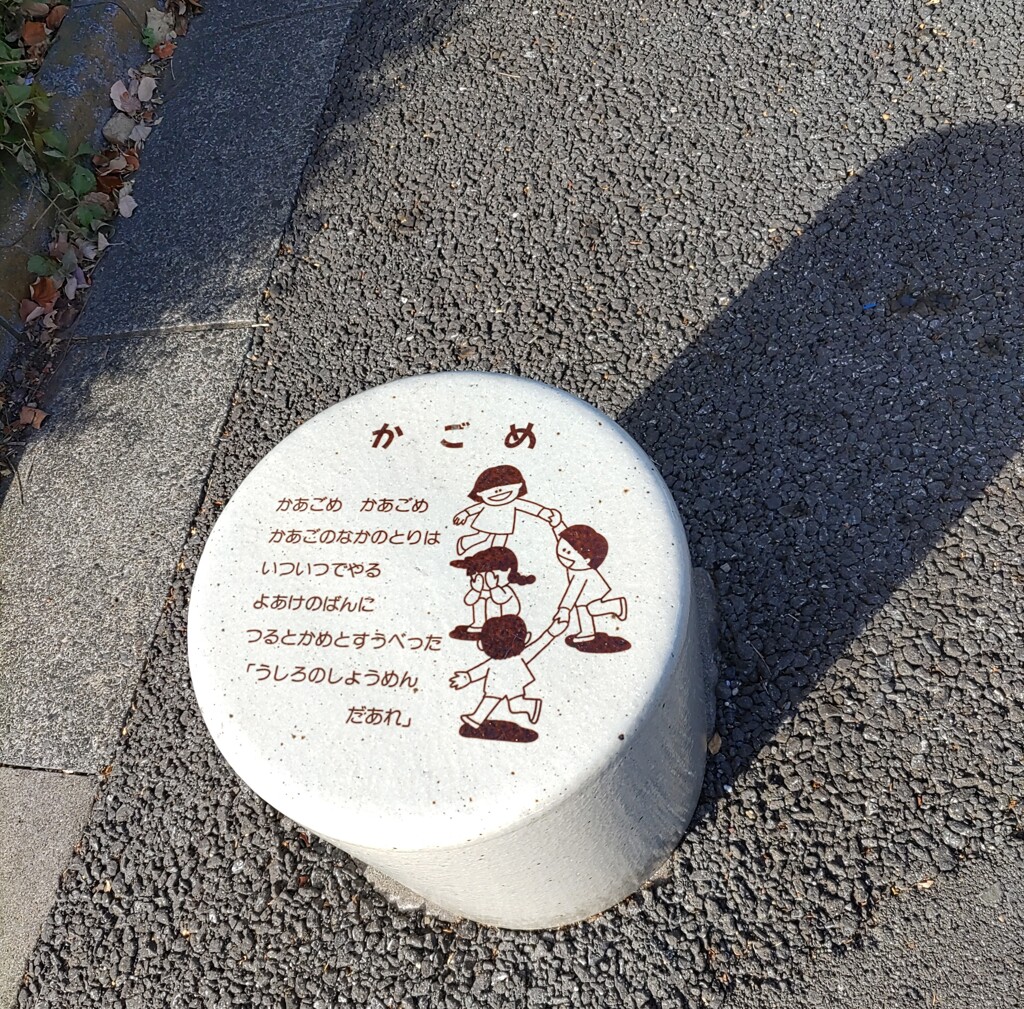 かごめ
かあごめ　かあごめ
かあごのなかのとりは
いついつでやる
よあけのばんに
つるとかめとすうべった
「うしろのしょうめん
だあれ」